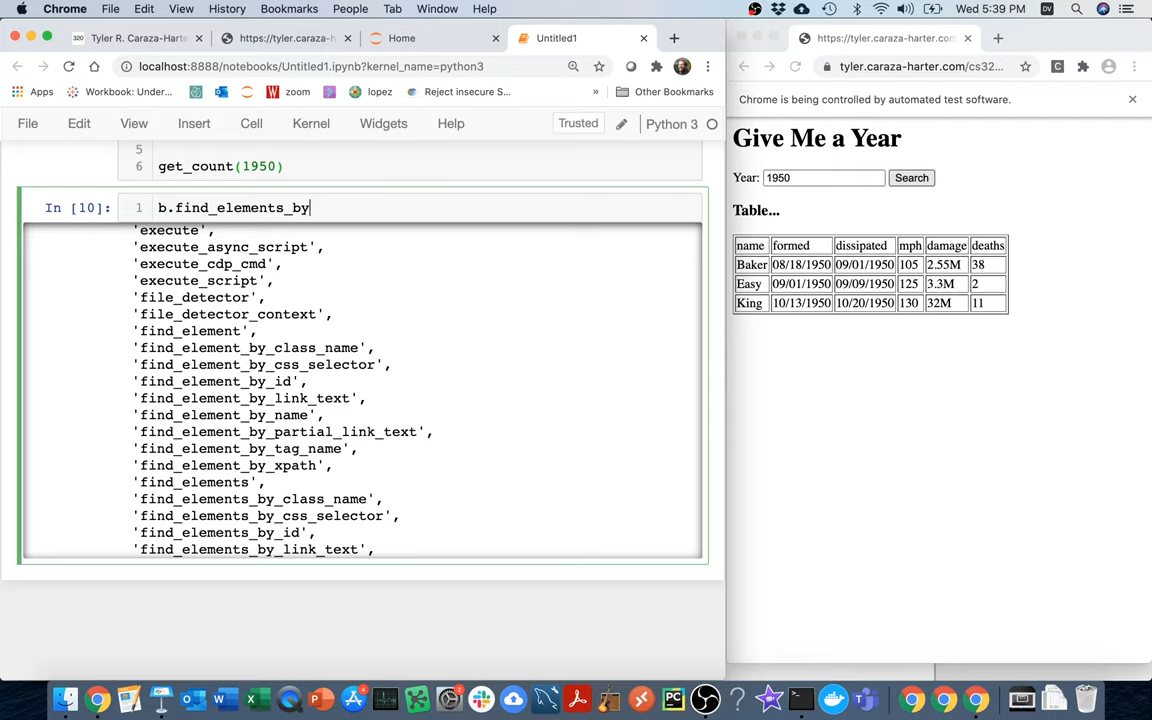 Chrome File Edit View History Bookmarks People Tab Window Help Wed 5:39 PM
320 Tyler R. Caraza-Harte
https://tyler.caraza-h
Home
Untitled1
localhost:8888/notebooks/Untitled1.ipynb?kernel_name=python3
Apps Workbook: Under... zoom lopez Reject insecure S... » Other Bookmarks
File Edit View Insert Cell Kernel Widgets Help Trusted Python 3
5
6 get_count(1950)
In [10]: 1 b.find_elements_by
'execute',
'execute_async_script',
'execute_cdp_cmd',
'execute_script',
'file_detector',
'file_detector_context',
'find_element',
'find_element_by_class_name',
'find_element_by_css_selector',
'find_element_by_id',
'find_element_by_link_text',
'find_element_by_name',
'find_element_by_partial_link_text',
'find_element_by_tag_name',
'find_element_by_xpath',
'find_elements',
'find_elements_by_class_name',
'find_elements_by_css_selector',
'find_elements_by_id',
'find_elements_by_link_text',
https://tyler.caraza-harter.com
tyler.caraza-harter.com/cs32...
Chrome is being controlled by automated test software.
Give Me a Year
Year: 1950 Search
Table...
name formed dissipated mph damage deaths
Baker 08/18/1950 09/01/1950 105 2.55M 38
Easy 09/01/1950 09/09/1950 125 3.3M 2
King 10/13/1950 10/20/1950 130 32M 11